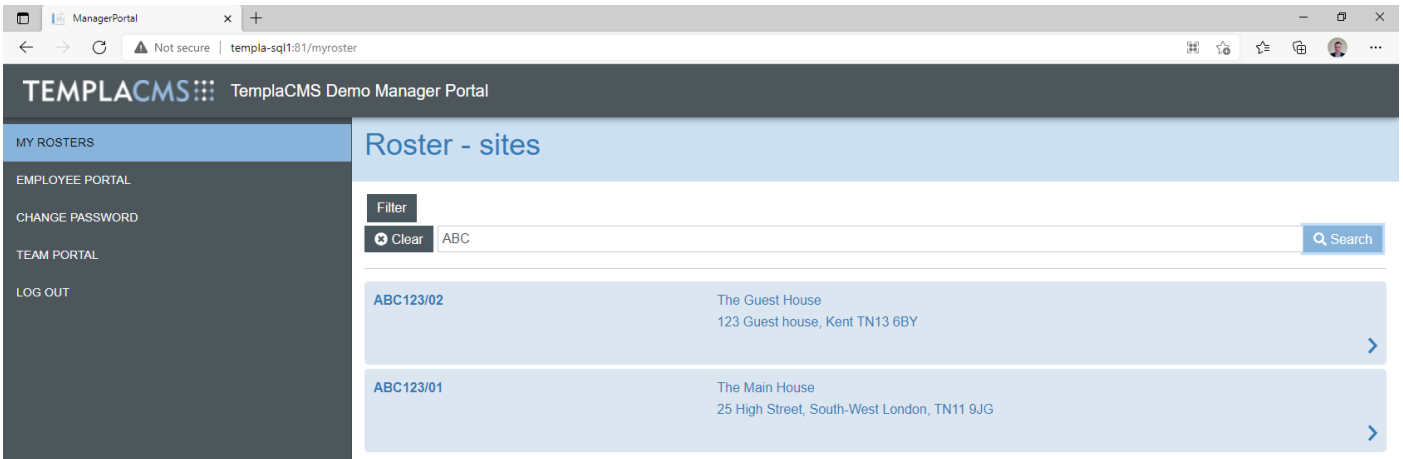 ManagerPortal
Not secure | templa-sql1:81/myroster
TEMPLACMS TemplaCMS Demo Manager Portal
MY ROSTERS
EMPLOYEE PORTAL
CHANGE PASSWORD
TEAM PORTAL
LOG OUT
Roster - sites
Filter
Clear ABC Search
ABC123/02 The Guest House
123 Guest house, Kent TN13 6BY
ABC123/01 The Main House
25 High Street, South-West London, TN11 9JG